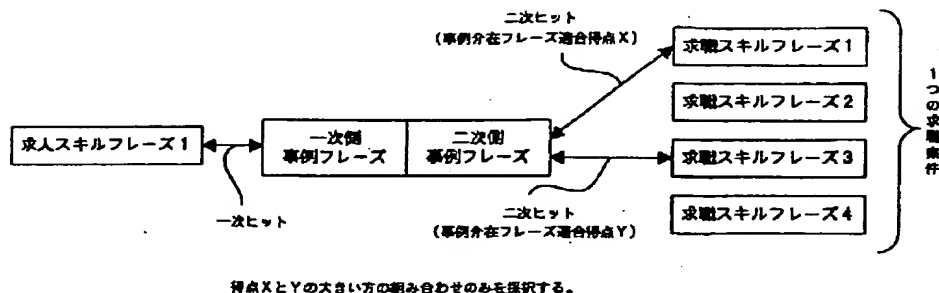 二次ヒット
(事例介在フレーズ適合得点X)
求職スキルフレーズ1
求職スキルフレーズ2
求人スキルフレーズ1
一次側
事例フレーズ
二次側
事例フレーズ
求職スキルフレーズ3
一次ヒット
二次ヒット
(事例介在フレーズ適合得点Y)
求職スキルフレーズ4
1つの求職案件
得点XとYの大きい方の組み合わせのみを採択する。